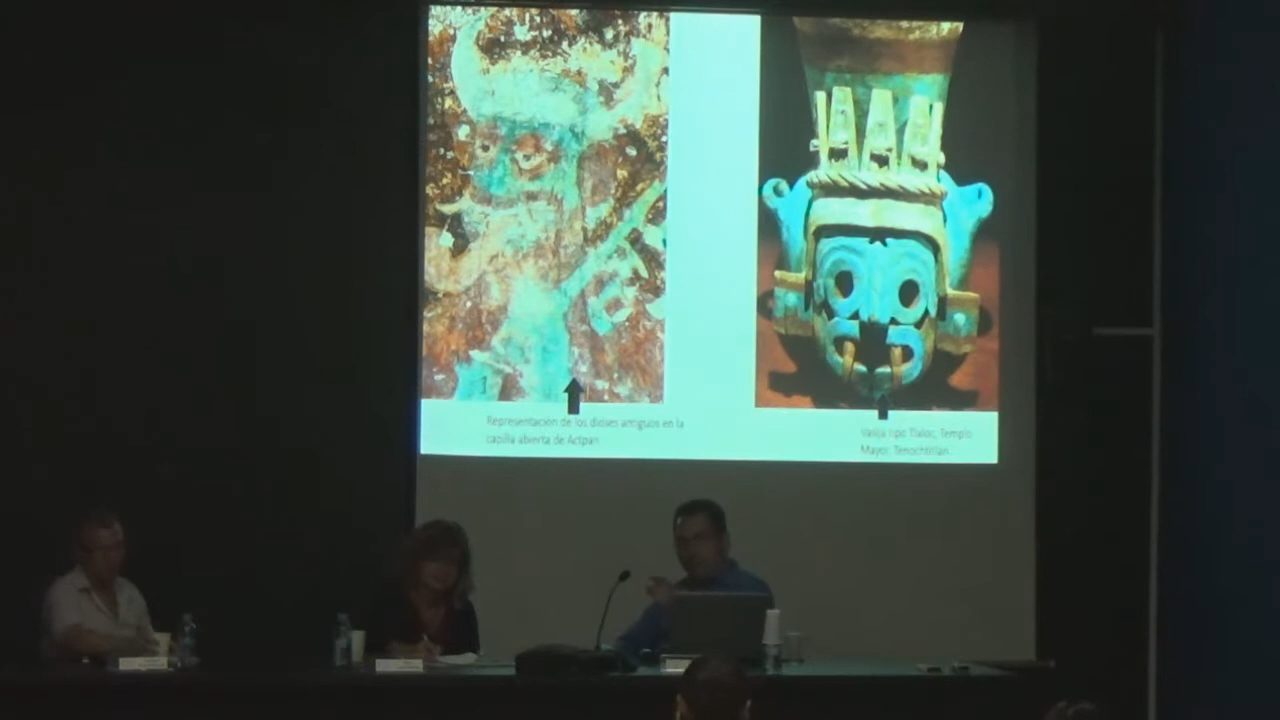 Representación de los dioses antiguos en la
capilla abierta de Actpan
Vasija tipo Tlaloc, Templo
Mayor, Tenochtitlan